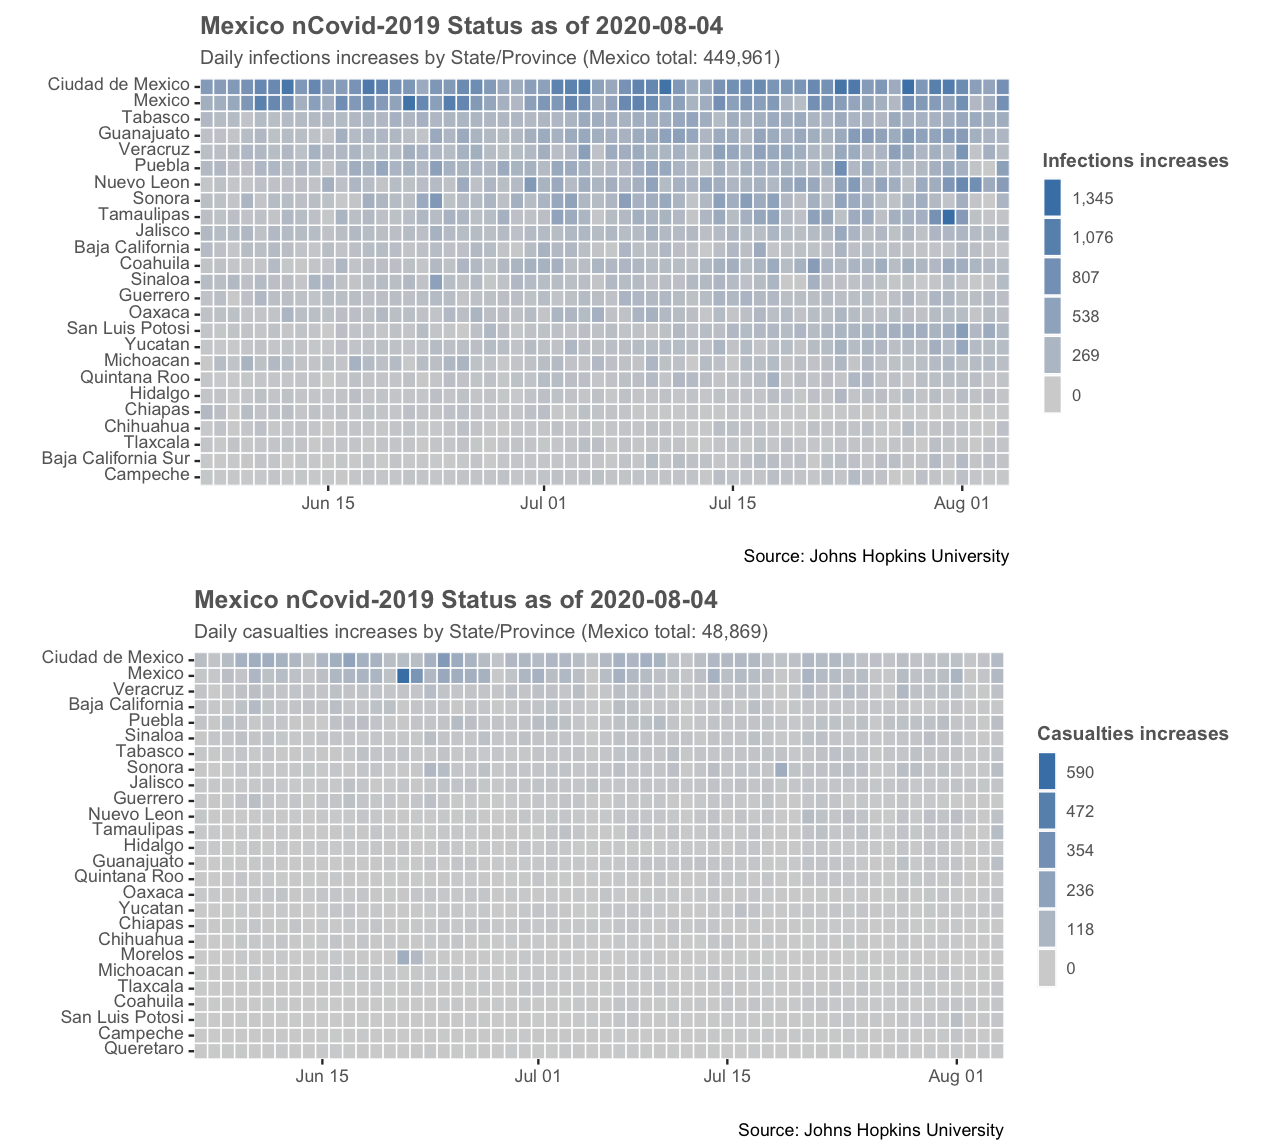 Mexico nCovid-2019 Status as of 2020-08-04
Daily infections increases by State/Province (Mexico total: 449,961)
Ciudad de Mexico
Mexico
Tabasco
Guanajuato
Veracruz
Puebla
Nuevo Leon
Sonora
Tamaulipas
Jalisco
Baja California
Coahuila
Sinaloa
Guerrero
Oaxaca
San Luis Potosi
Yucatan
Michoacan
Quintana Roo
Hidalgo
Chiapas
Chihuahua
Tlaxcala
Baja California Sur
Campeche
Jun 15
Jul 01
Jul 15
Aug 01
Infections increases
1,345
1,076
807
538
269
0
Source: Johns Hopkins University
Mexico nCovid-2019 Status as of 2020-08-04
Daily casualties increases by State/Province (Mexico total: 48,869)
Ciudad de Mexico
Mexico
Veracruz
Baja California
Puebla
Sinaloa
Tabasco
Sonora
Jalisco
Guerrero
Nuevo Leon
Tamaulipas
Hidalgo
Guanajuato
Quintana Roo
Oaxaca
Yucatan
Chiapas
Chihuahua
Morelos
Michoacan
Tlaxcala
Coahuila
San Luis Potosi
Campeche
Queretaro
Jun 15
Jul 01
Jul 15
Aug 01
Casualties increases
590
472
354
236
118
0
Source: Johns Hopkins University